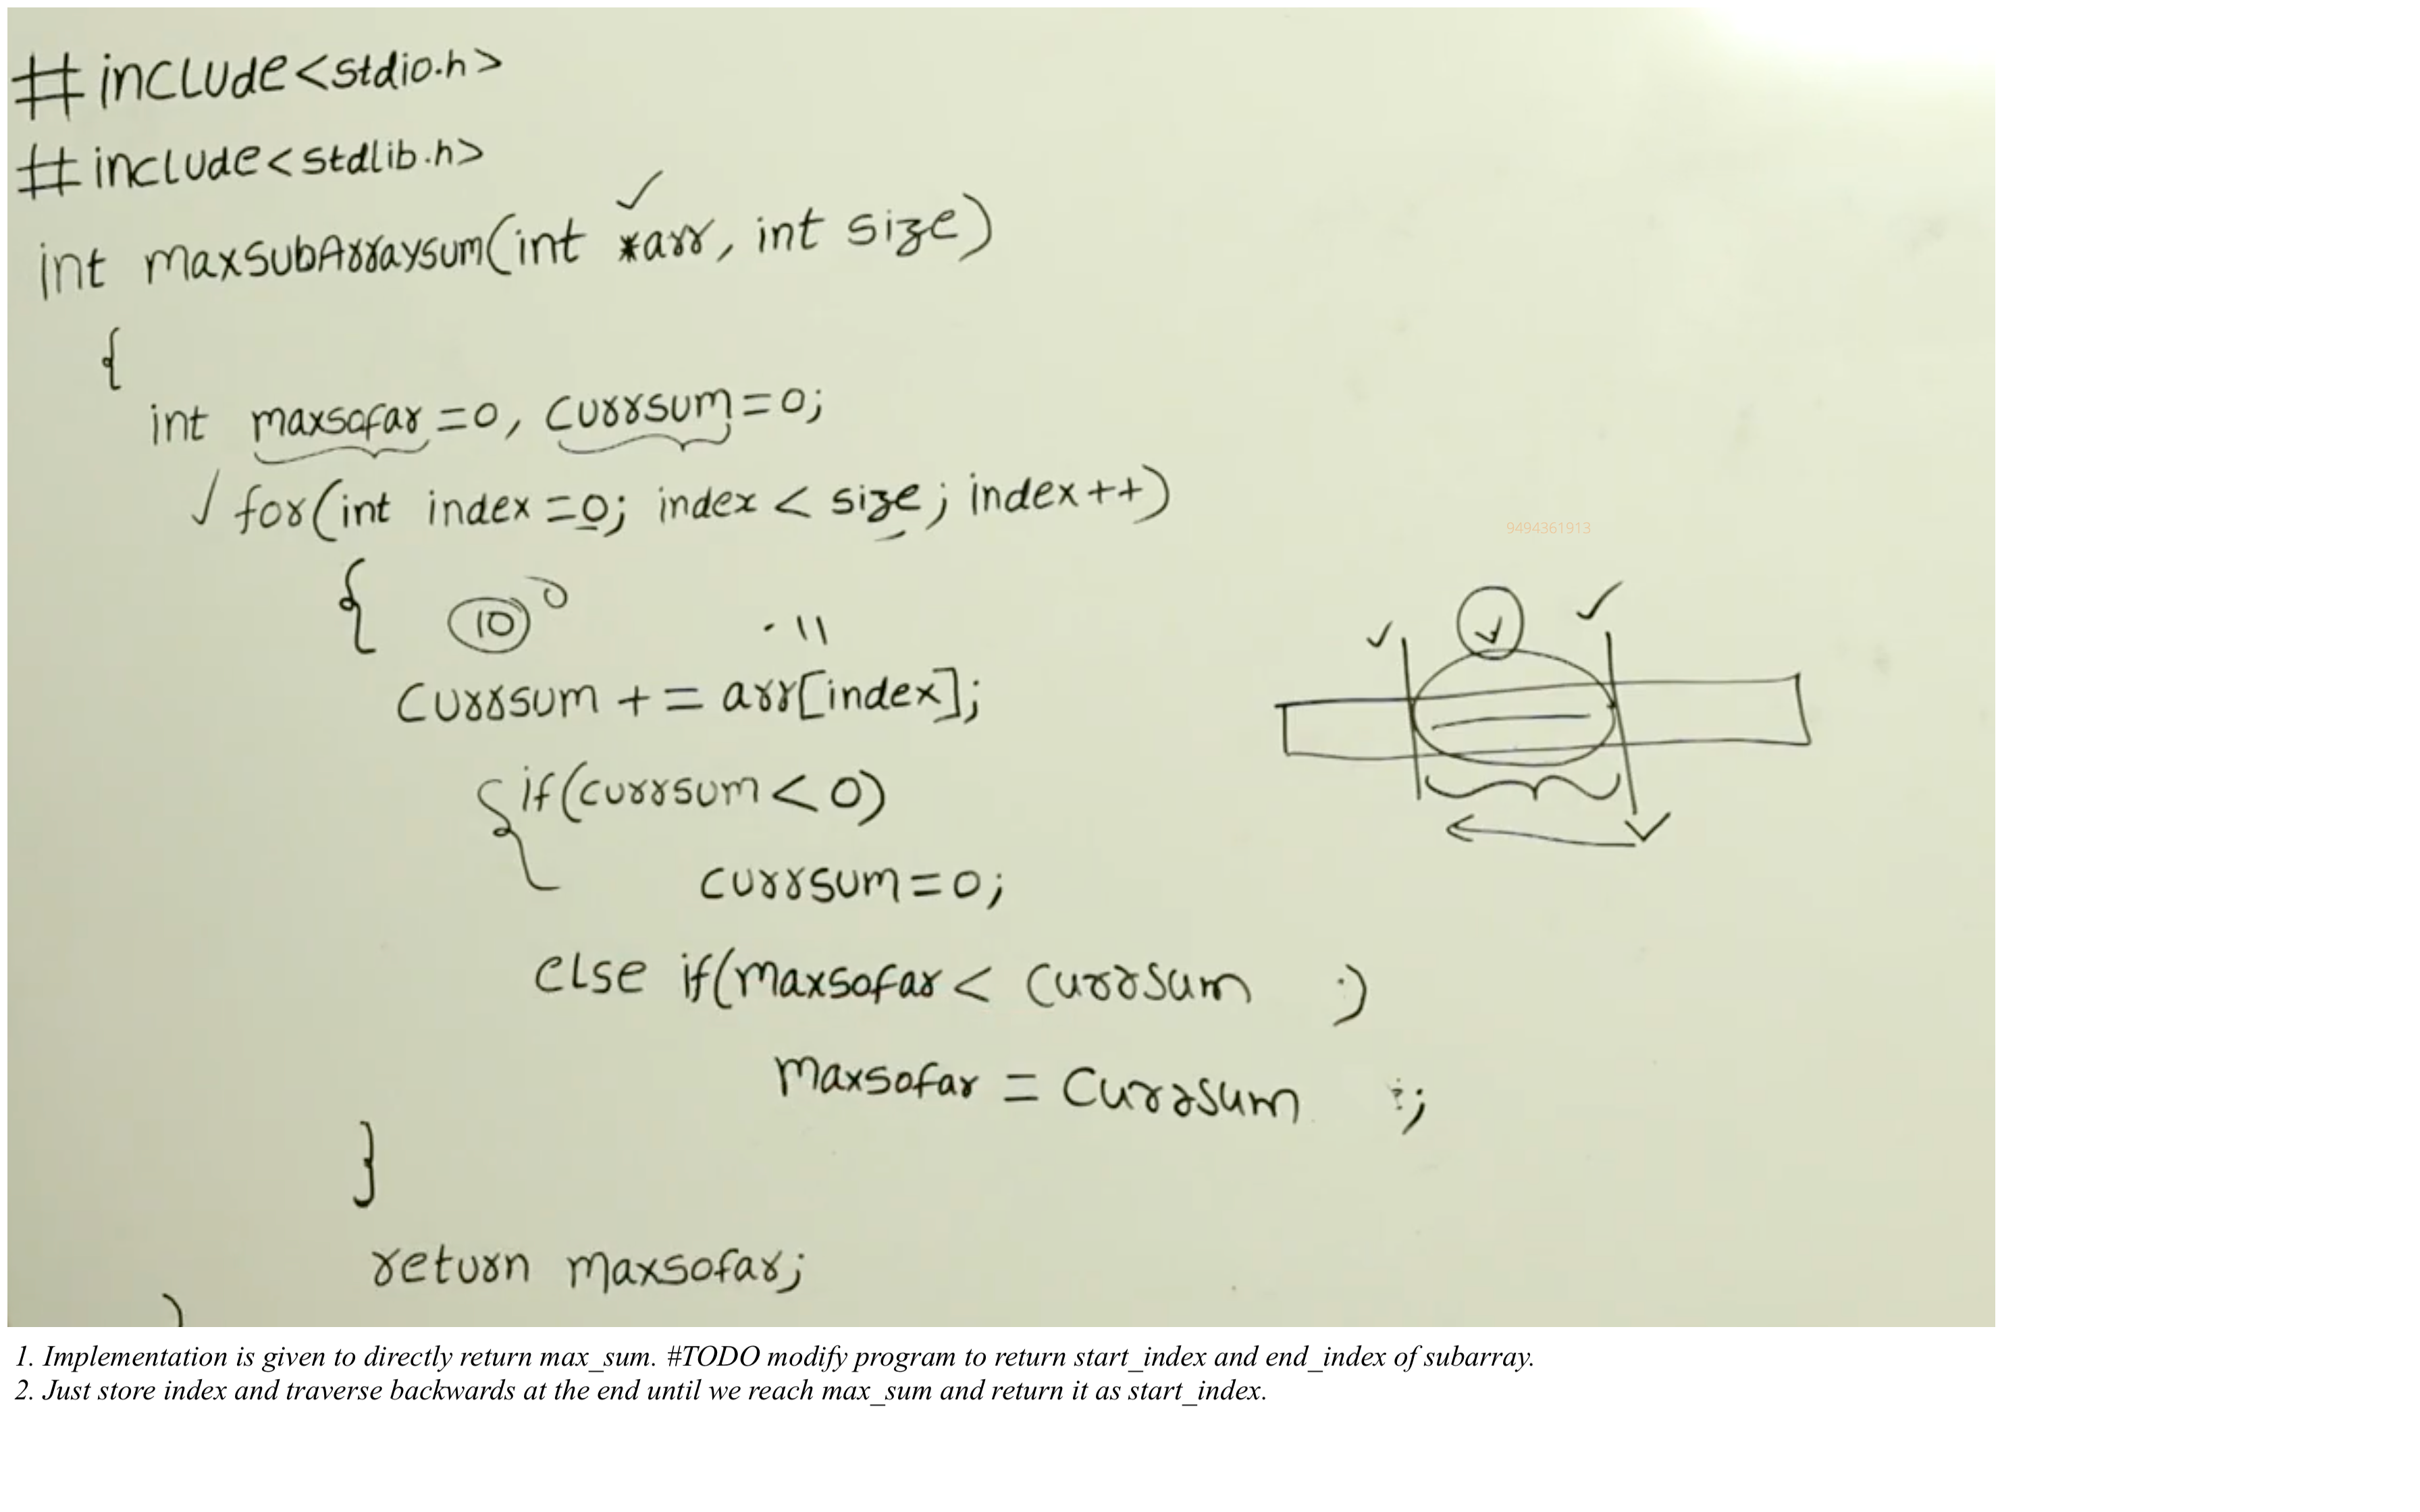 #include<stdio.h>
#include<stdlib.h>
int maxsubArraysum(int *arr, int size)
{
int maxsofar=0, currsum=0;
for(int index=0; index < size; index++)
{
10 0
-11
currsum += arr[index];
if(currsum<0)
currsum=0;
else if(maxsofar< currsum )
maxsofar = currsum ;
}
return maxsofar;
}
9494361913
1. Implementation is given to directly return max_sum. #TODO modify program to return start_index and end_index of subarray.
2. Just store index and traverse backwards at the end until we reach max_sum and return it as start_index.